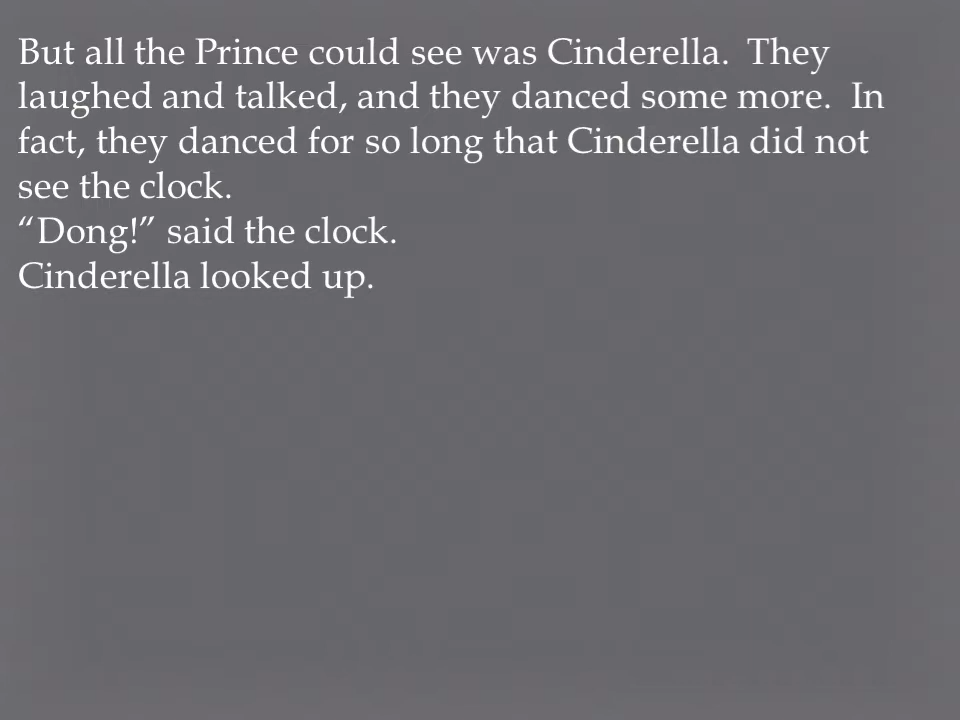 But all the Prince could see was Cinderella.  They
laughed and talked, and they danced some more.  In
fact, they danced for so long that Cinderella did not
see the clock.
“Dong!” said the clock.
Cinderella looked up.